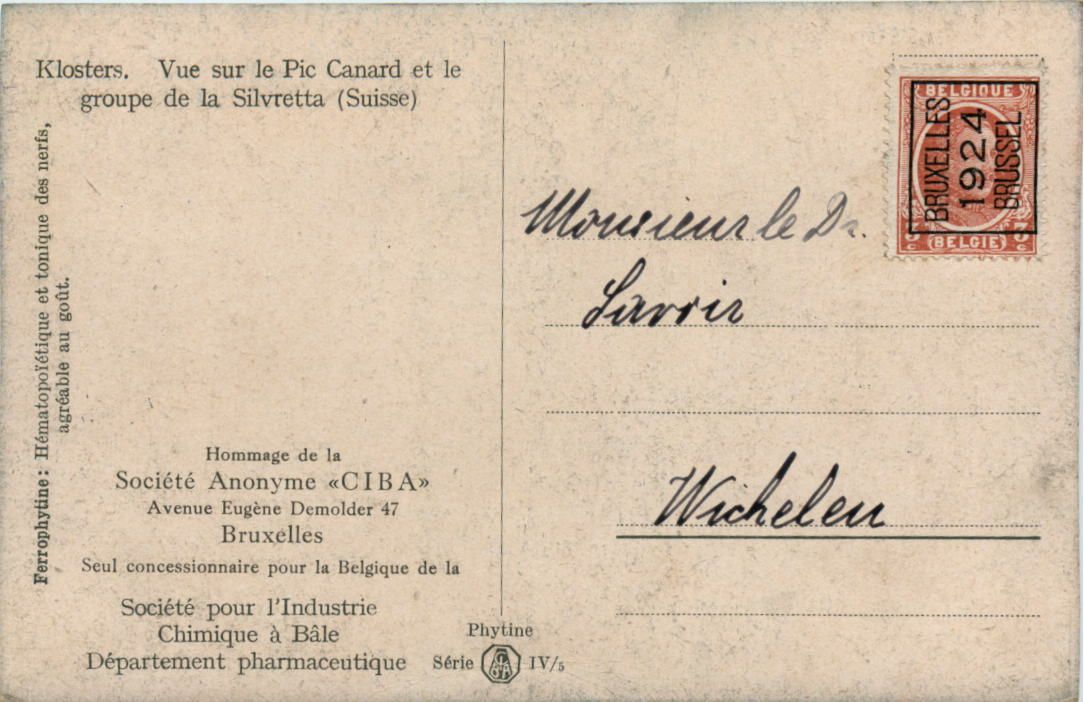 Klosters. Vue sur le Pic Canard et le
groupe de la Silvretta (Suisse)
Ferrophytine: Hématopoïétique et tonique des nerfs,
agréable au goût.
Hommage de la
Société Anonyme «CIBA»
Avenue Eugène Demolder 47
Bruxelles
Seul concessionnaire pour la Belgique de la
Société pour l'Industrie
Chimique à Bâle
Département pharmaceutique
Phytine
Série IV/5
BELGIQUE
BRUXELLES
1924
BRUSSEL
c 3 c
(BELGIE)
Monsieur le Dr.
Savoir
Wichelen